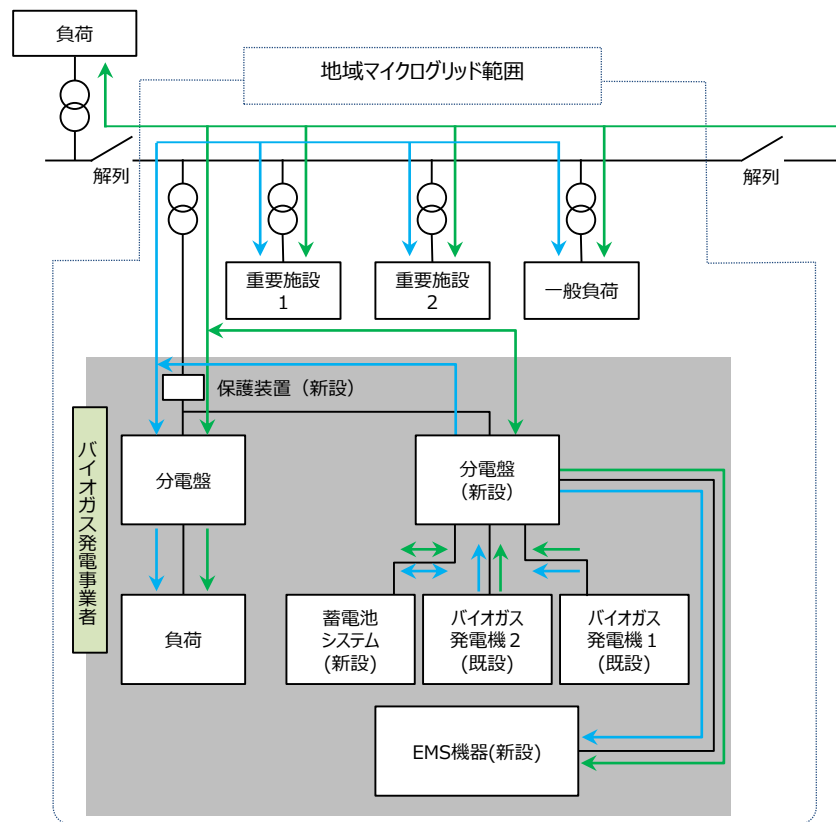 負荷
地域マイクログリッド範囲
解列
解列
重要施設
1
重要施設
2
一般負荷
保護装置（新設）
バイオガス発電事業者
分電盤
分電盤
(新設)
負荷
蓄電池
システム
(新設)
バイオガス
発電機２
(既設)
バイオガス
発電機１
(既設)
EMS機器(新設)